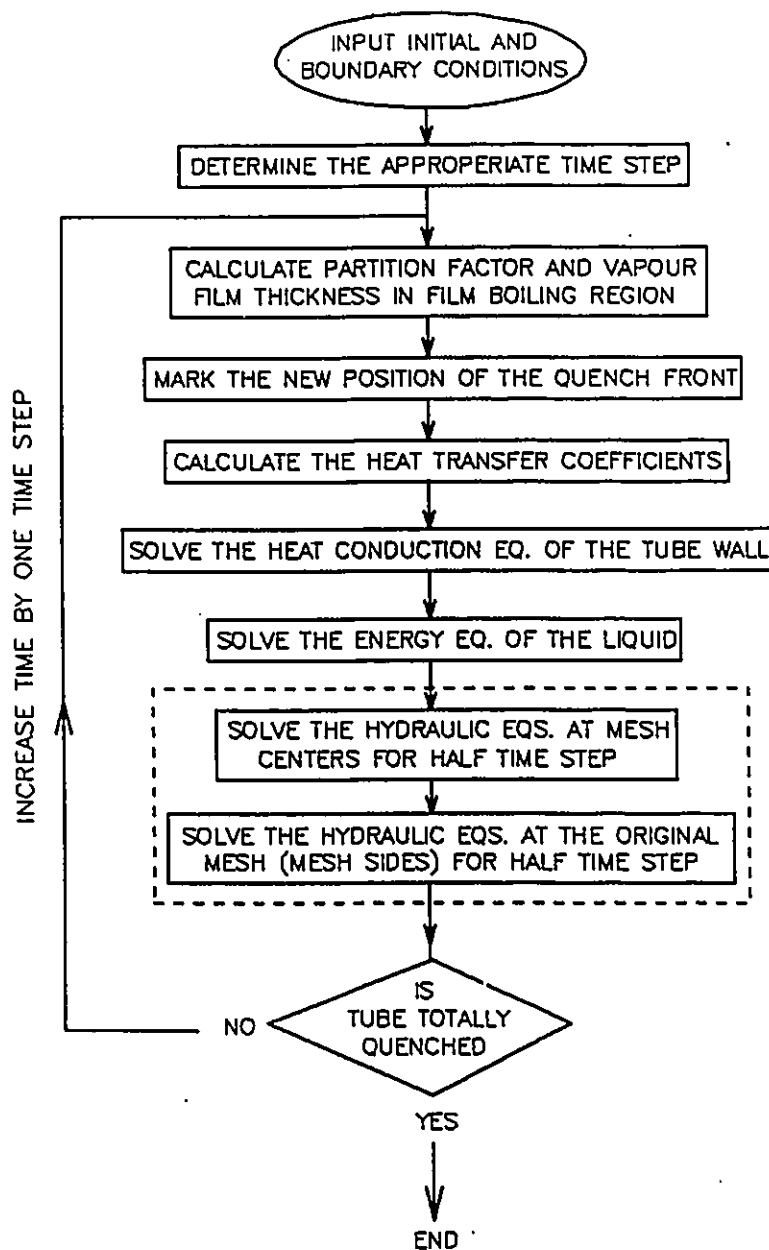 INPUT INITIAL AND
BOUNDARY CONDITIONS
DETERMINE THE APPROPERIATE TIME STEP
CALCULATE PARTITION FACTOR AND VAPOUR
FILM THICKNESS IN FILM BOILING REGION
MARK THE NEW POSITION OF THE QUENCH FRONT
CALCULATE THE HEAT TRANSFER COEFFICIENTS
SOLVE THE HEAT CONDUCTION EQ. OF THE TUBE WALL
SOLVE THE ENERGY EQ. OF THE LIQUID
SOLVE THE HYDRAULIC EQS. AT MESH
CENTERS FOR HALF TIME STEP
SOLVE THE HYDRAULIC EQS. AT THE ORIGINAL
MESH (MESH SIDES) FOR HALF TIME STEP
IS
TUBE TOTALLY
QUENCHED
NO
INCREASE TIME BY ONE TIME STEP
YES
END